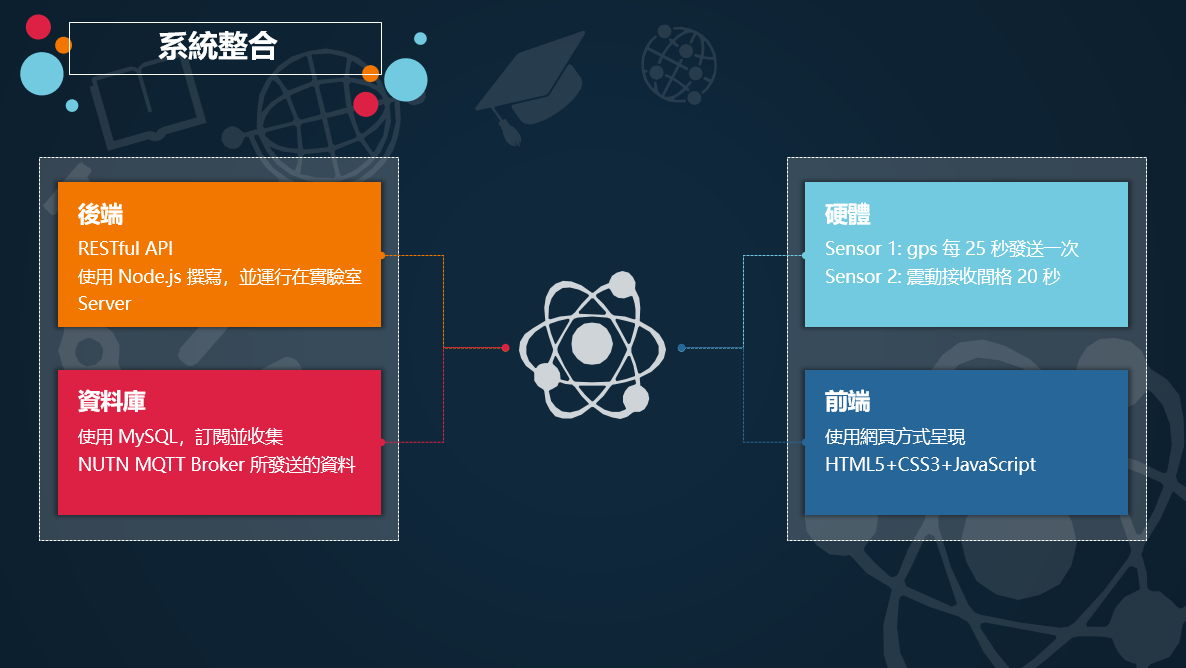 系統整合
後端
RESTful API
使用 Node.js 撰寫，並運行在實驗室
Server
資料庫
使用 MySQL，訂閱並收集
NUTN MQTT Broker 所發送的資料
硬體
Sensor 1: gps 每 25 秒發送一次
Sensor 2: 震動接收間格 20 秒
前端
使用網頁方式呈現
HTML5+CSS3+JavaScript